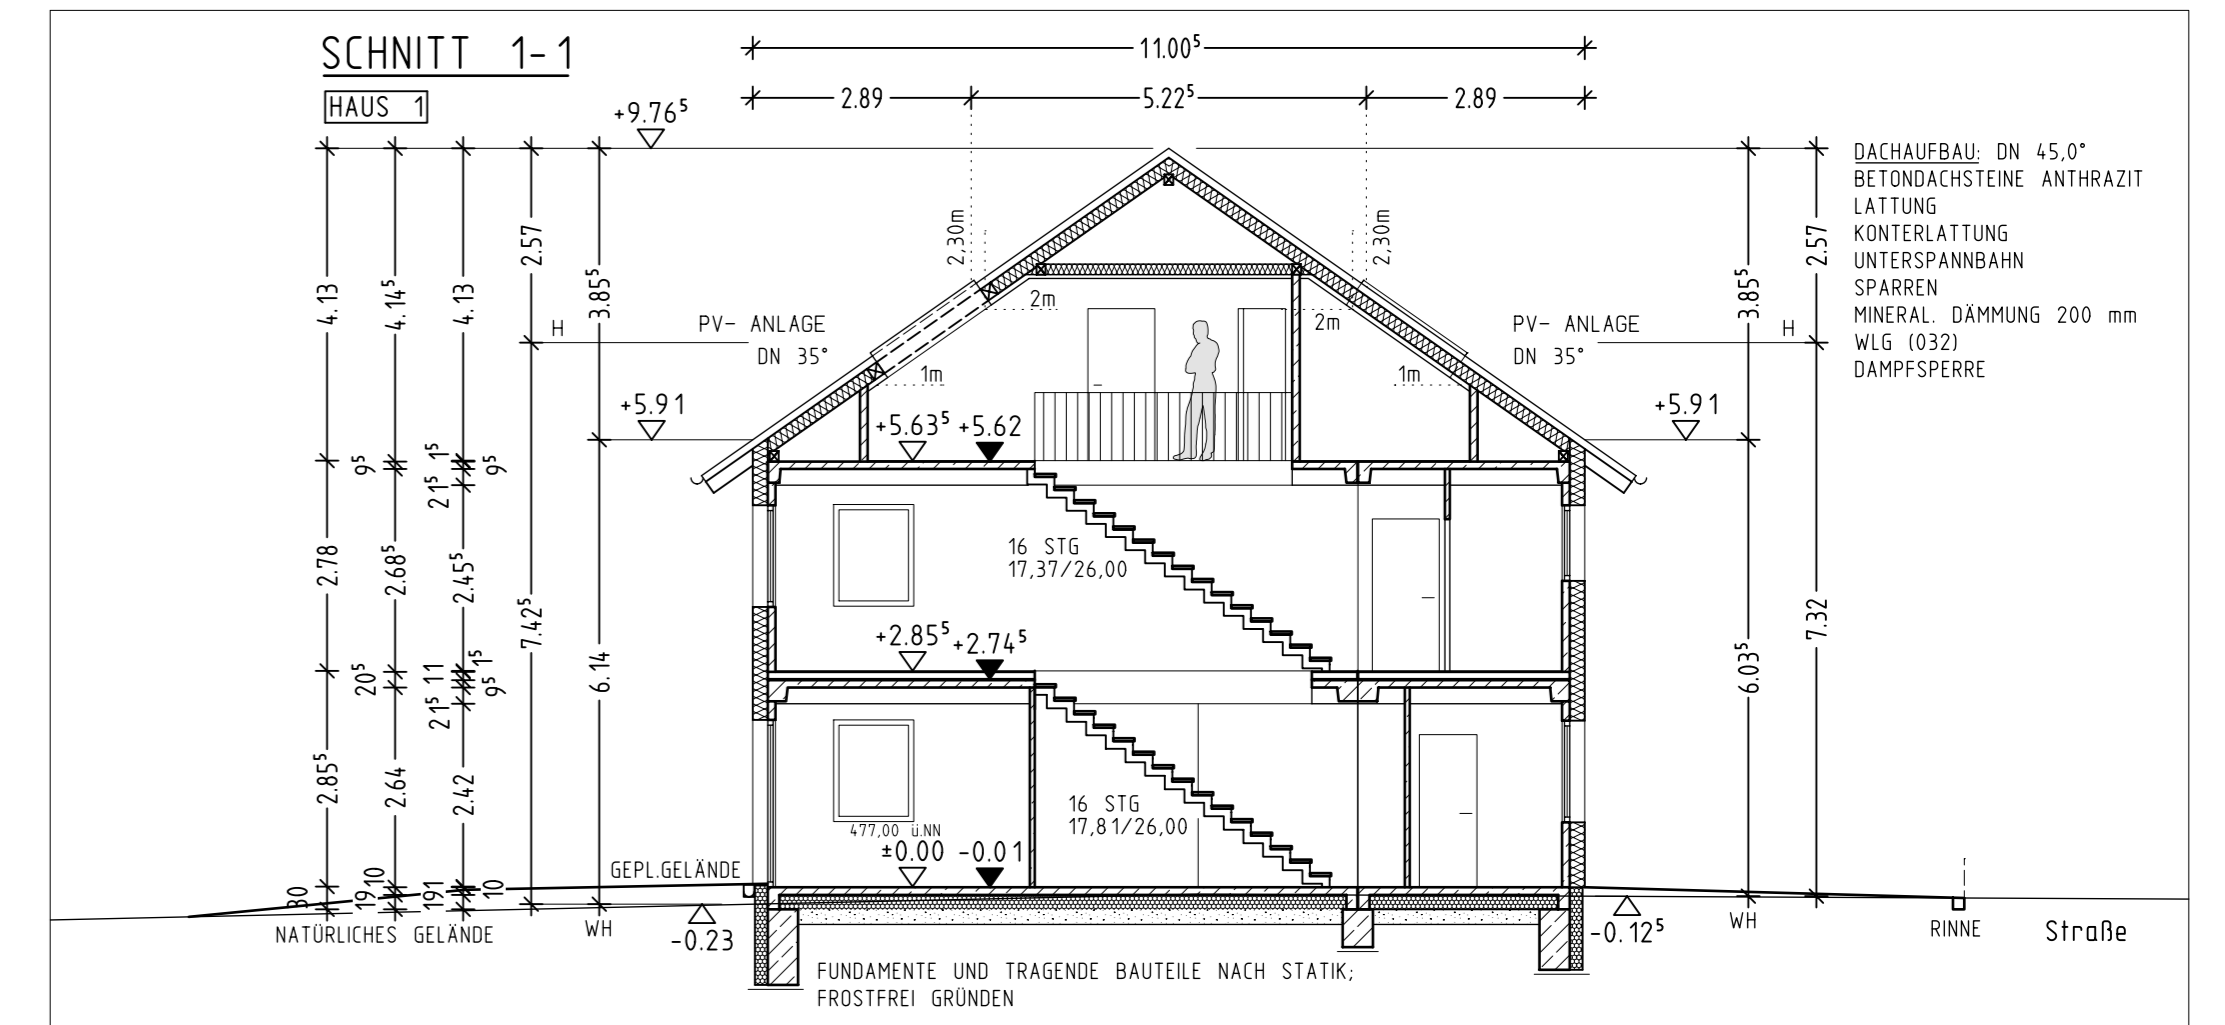 SCHNITT 1-1
HAUS 1
11.00⁵
2.89 5.22⁵ 2.89
+9.76⁵
DACHAUFBAU: DN 45,0°
BETONDACHSTEINE ANTHRAZIT
LATTUNG
KONTERLATTUNG
UNTERSPANNBAHN
SPARREN
MINERAL. DÄMMUNG 200 mm
WLG (032)
DAMPFSPERRE
4.13
4.14⁵
4.13
2.57
3.85⁵
H
PV- ANLAGE
DN 35°
2,30m
2m
1m
2,30m
2m
1m
PV- ANLAGE
DN 35°
H
3.85⁵
2.57
+5.91
+5.63⁵ +5.62
+5.91
9⁵
1⁵
9⁵
21⁵
2.78
2.68⁵
2.45⁵
7.42⁵
6.14
16 STG
17,37/26,00
+2.85⁵ +2.74⁵
6.03⁵
7.32
20⁵
11
1⁵
9⁵
21⁵
2.85⁵
2.64
2.42
16 STG
17,81/26,00
477,00 ü.NN
±0.00 -0.01
GEPL.GELÄNDE
30
19
10
19
1
10
NATÜRLICHES GELÄNDE
WH
-0.23
-0.12⁵
WH
RINNE
Straße
FUNDAMENTE UND TRAGENDE BAUTEILE NACH STATIK;
FROSTFREI GRÜNDEN